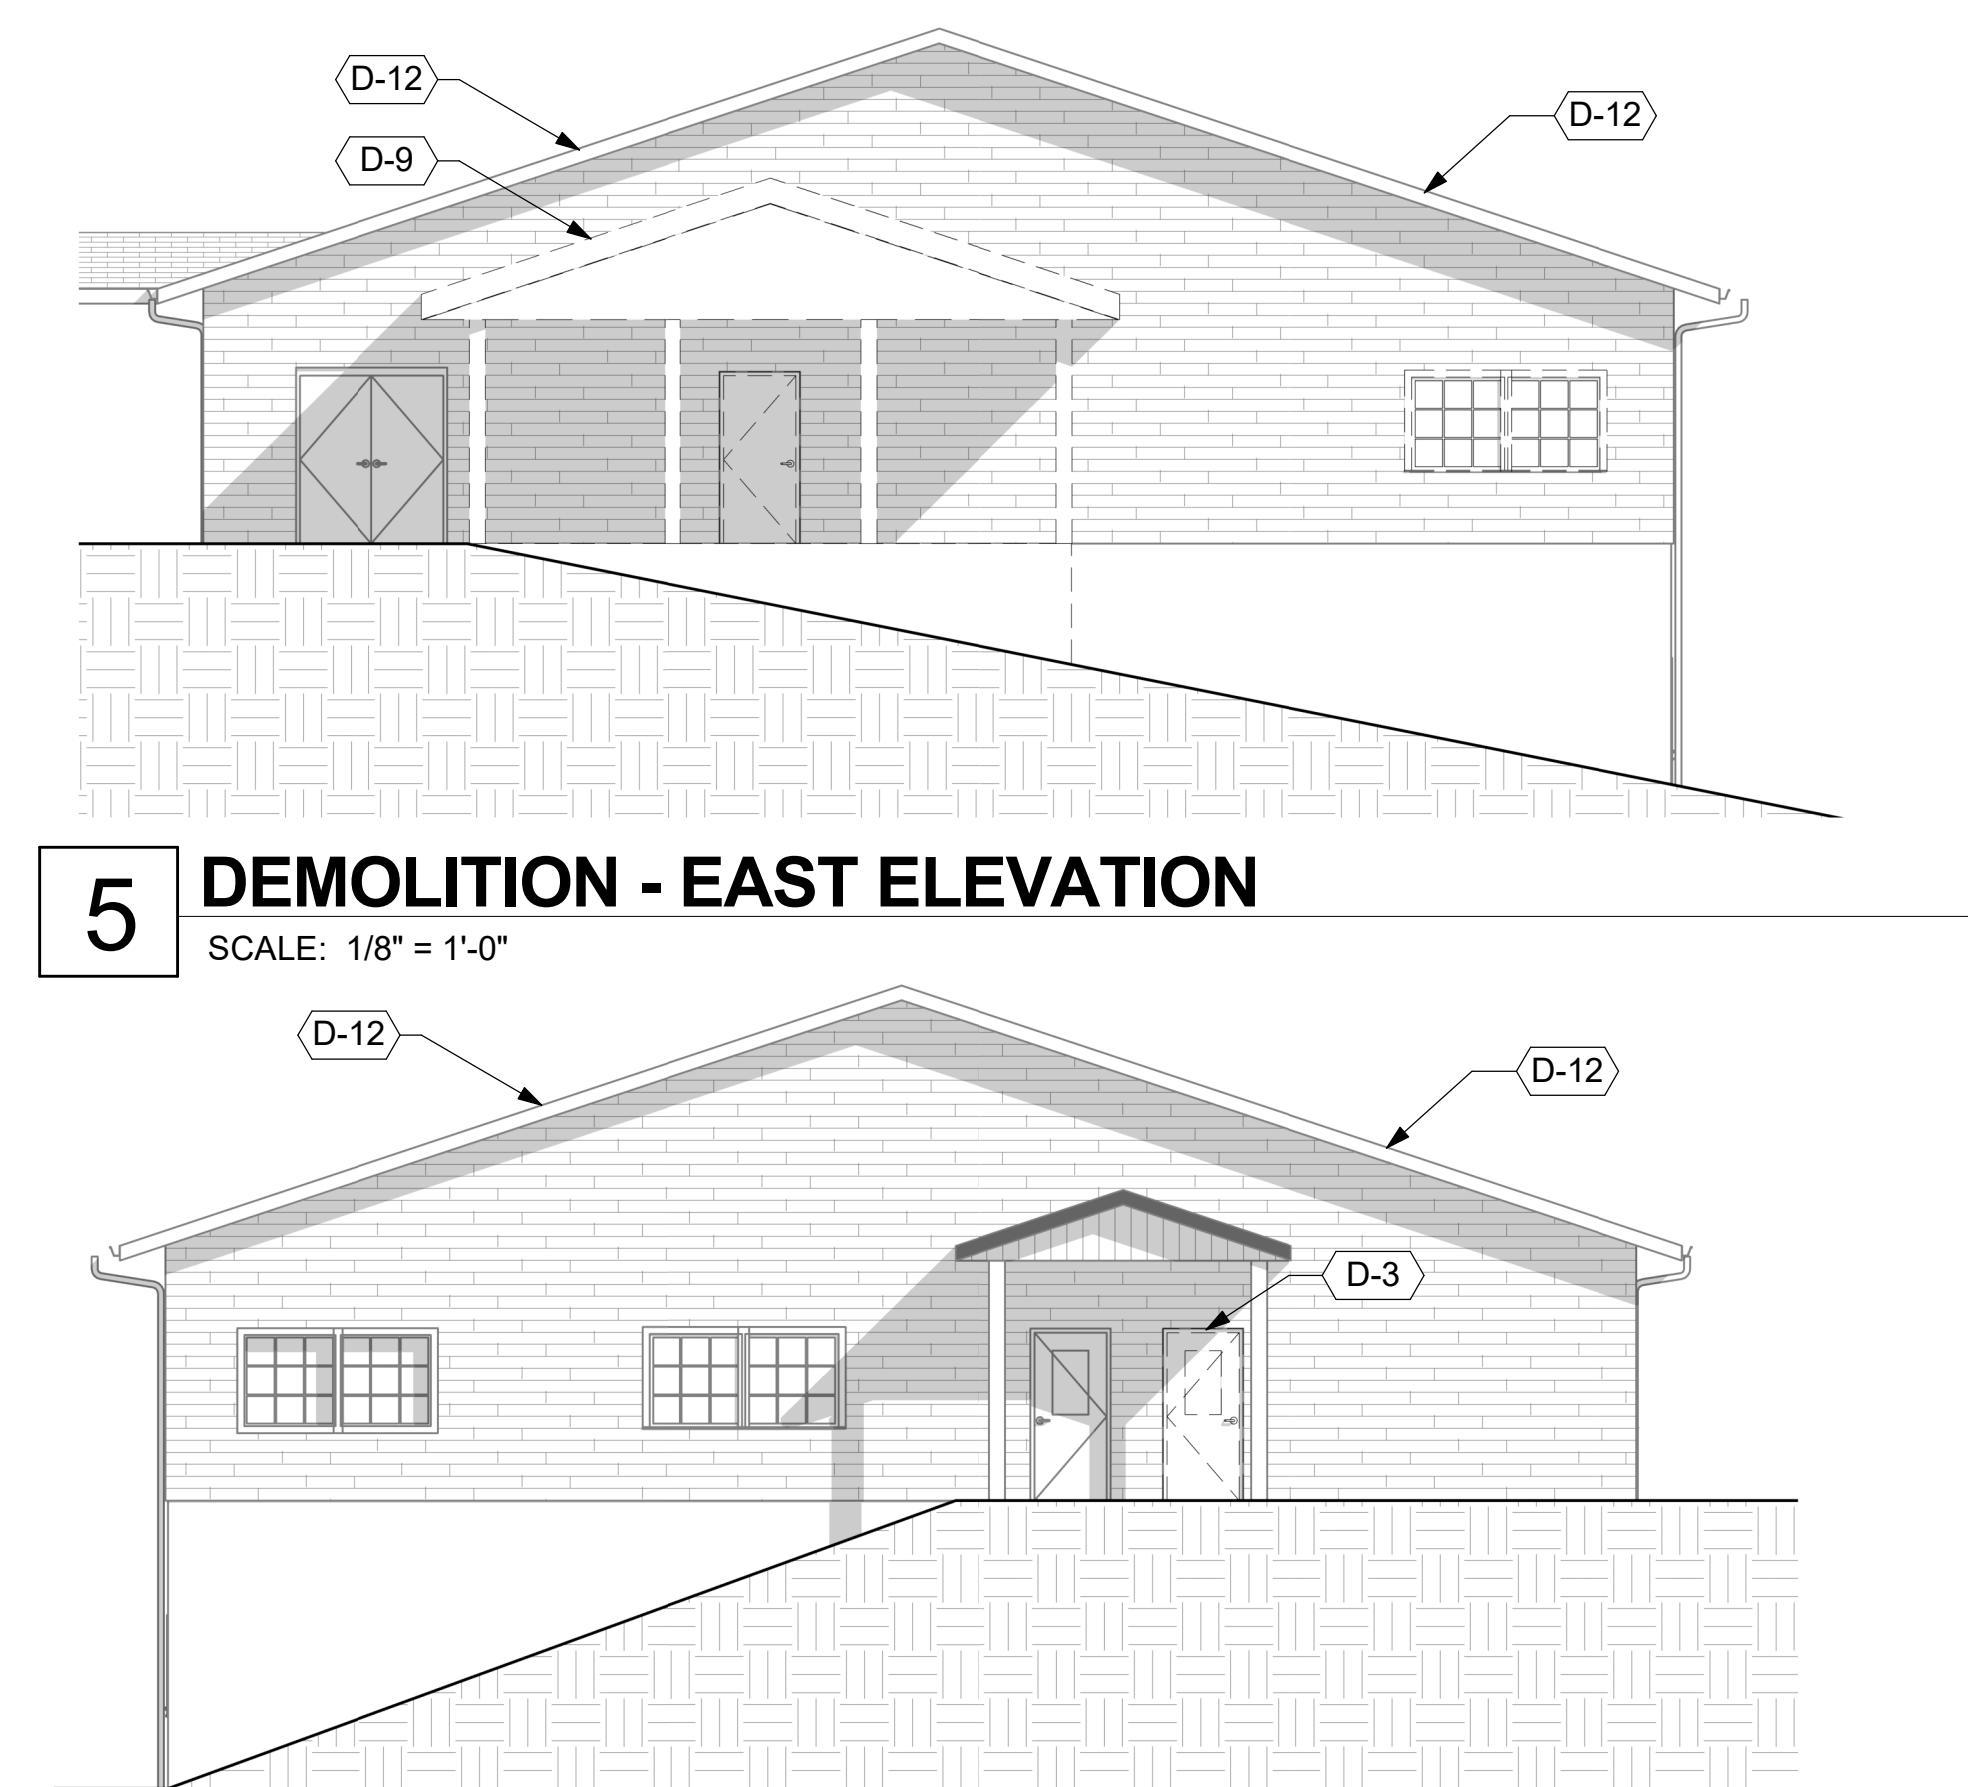 D-12
D-12
D-9
5
DEMOLITION - EAST ELEVATION
SCALE: 1/8" = 1'-0"
D-12
D-12
D-3